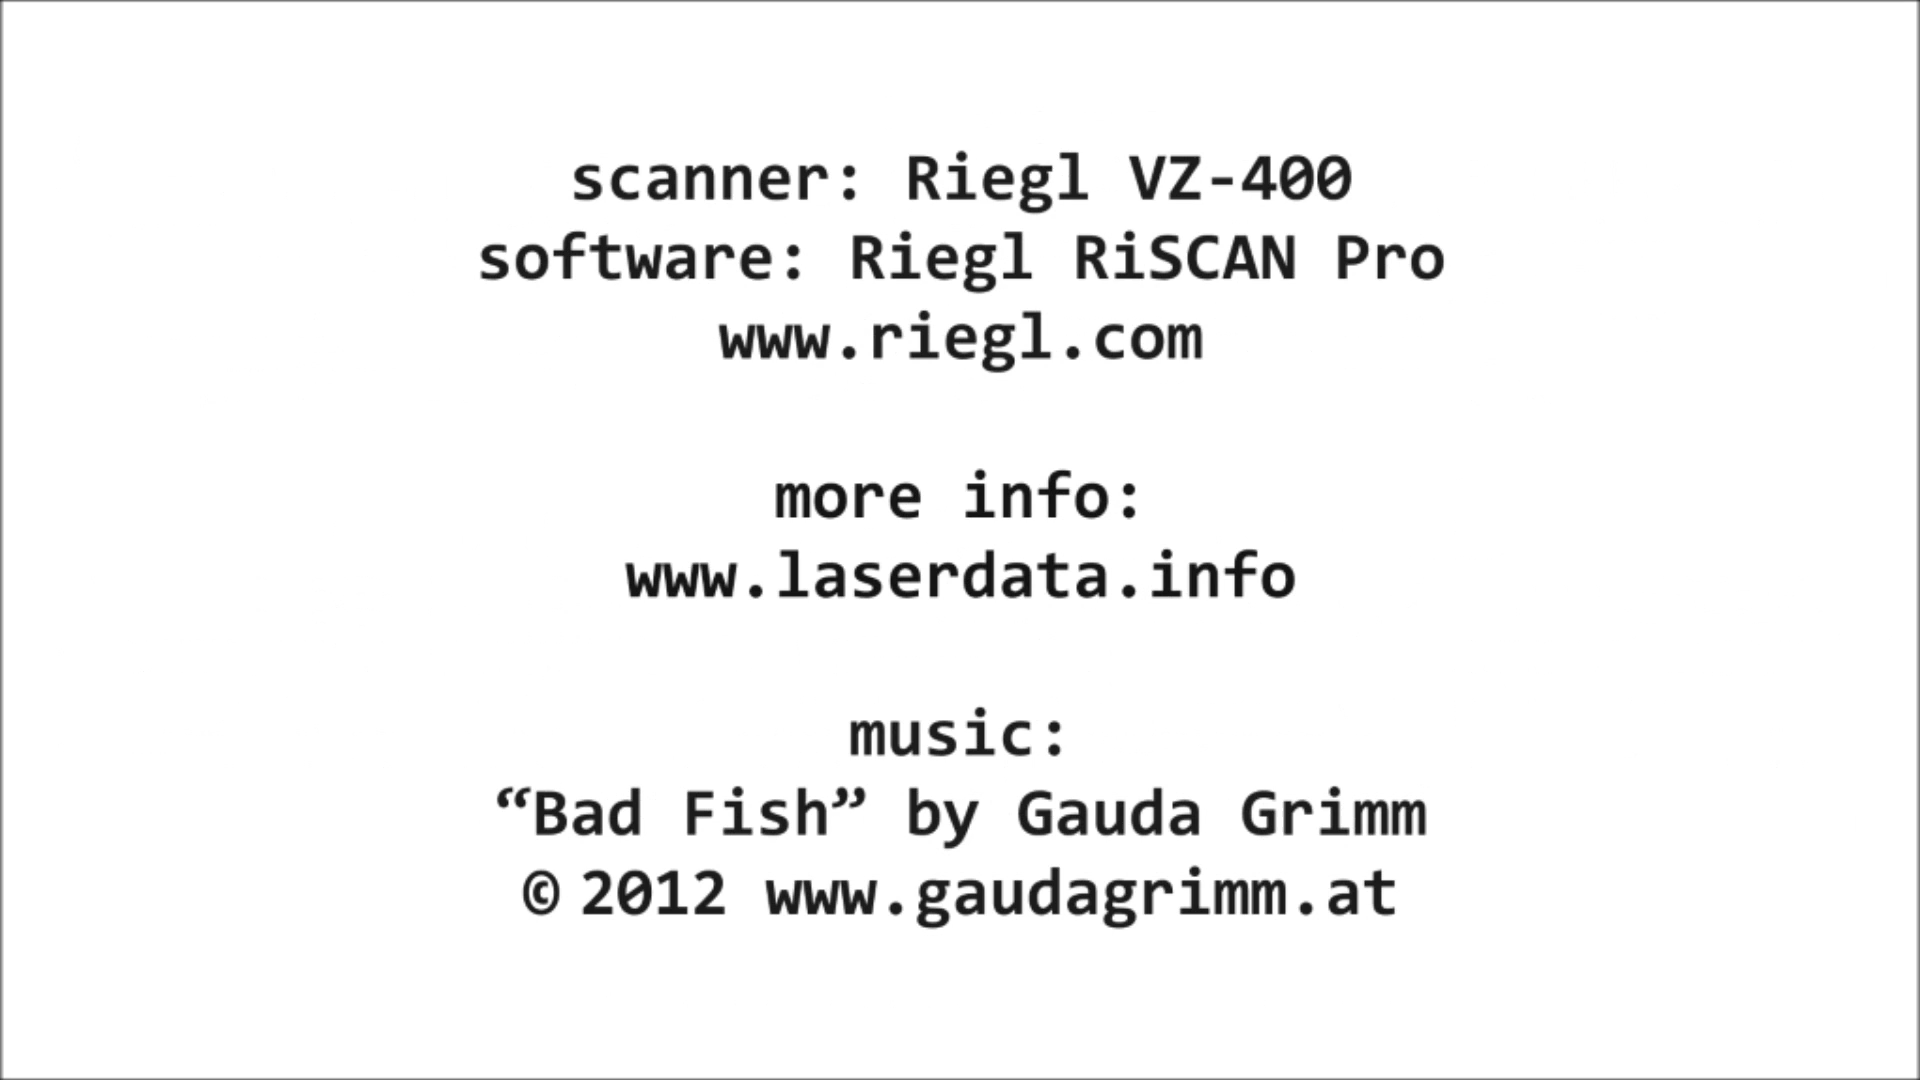 scanner: Riegl VZ-400
software: Riegl RiSCAN Pro
www.riegl.com
more info:
www.laserdata.info
music:
“Bad Fish” by Gauda Grimm
© 2012 www.gaudagrimm.at